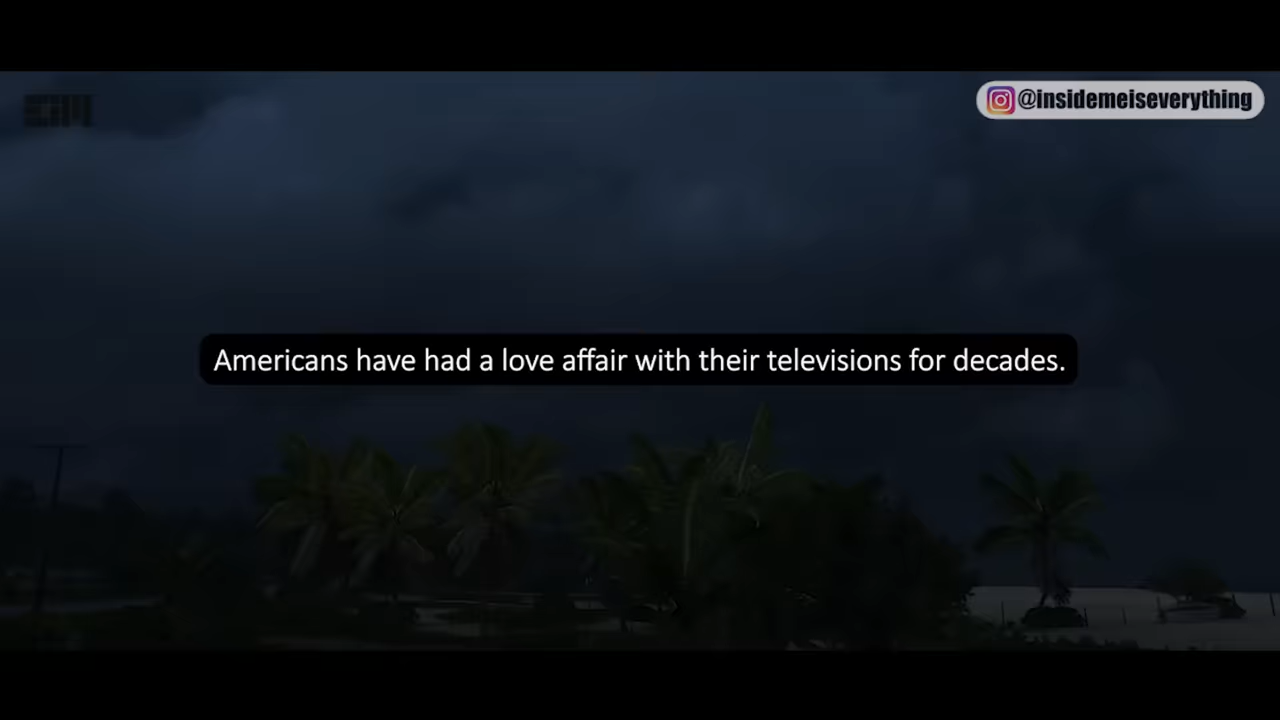 @insidemeiseverything
Americans have had a love affair with their televisions for decades.